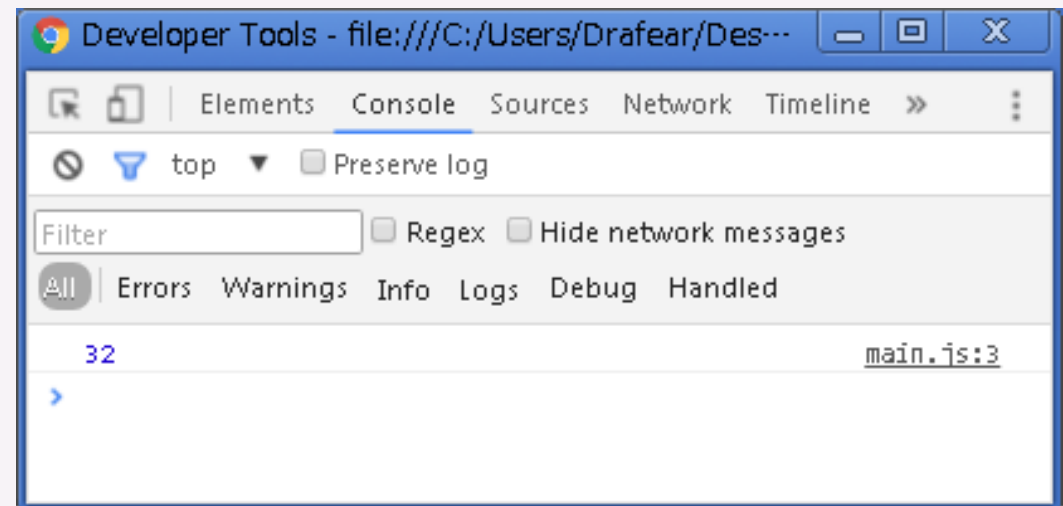 Developer Tools - file:///C:/Users/Drafear/Des...
Elements Console Sources Network Timeline »
top ▼ Preserve log
Filter Regex Hide network messages
All Errors Warnings Info Logs Debug Handled
32 main.js:3
>